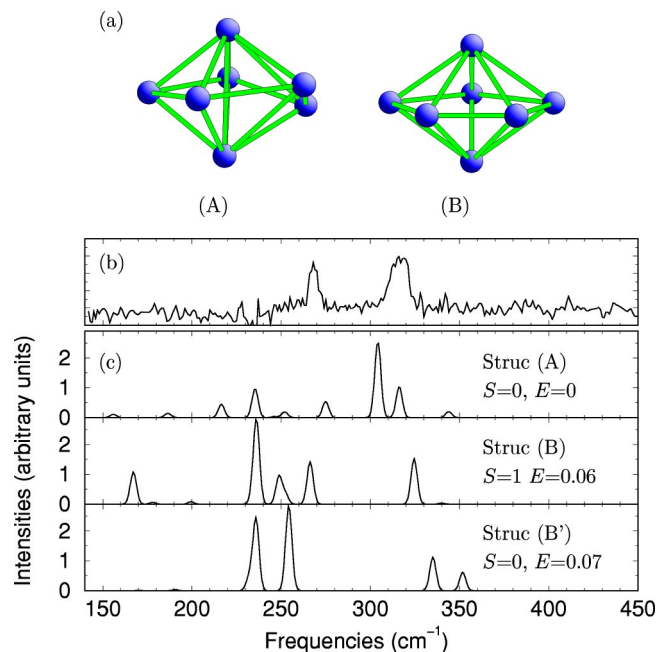 (a)
(A) (B)
(b)
(c)
Struc (A)
S=0, E=0
Struc (B)
S=1 E=0.06
Struc (B')
S=0, E=0.07
2
1
0
2
1
0
2
1
0
Intensities (arbitrary units)
150 200 250 300 350 400 450
Frequencies (cm⁻¹)